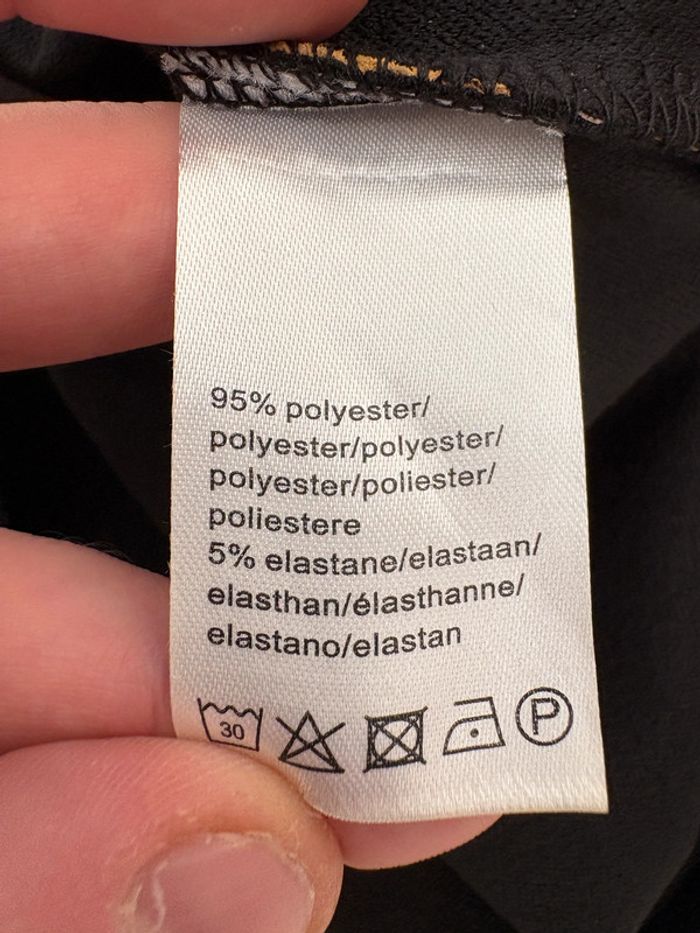 95% polyester/
polyester/polyester/
polyester/poliester/
poliestere
5% elastane/elastaan/
elasthan/élasthanne/
elastano/elastan
30 P